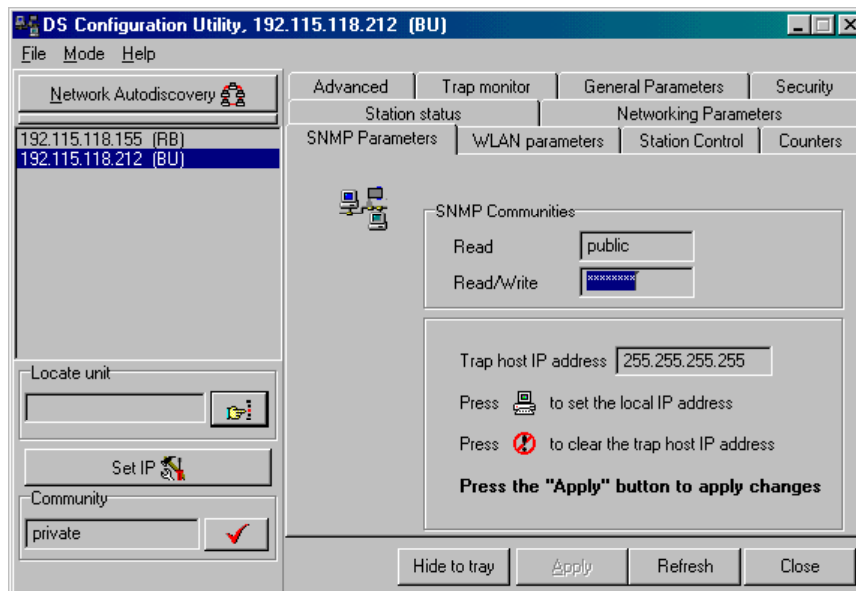 DS Configuration Utility, 192.115.118.212 (BU)
File Mode Help
Network Autodiscovery
192.115.118.155 (RB)
192.115.118.212 (BU)
Locate unit
Set IP
Community
private
Advanced Trap monitor General Parameters Security
Station status Networking Parameters
SNMP Parameters WLAN parameters Station Control Counters
SNMP Communities
Read public
Read/Write ********
Trap host IP address 255.255.255.255
Press to set the local IP address
Press to clear the trap host IP address
Press the "Apply" button to apply changes
Hide to tray Apply Refresh Close